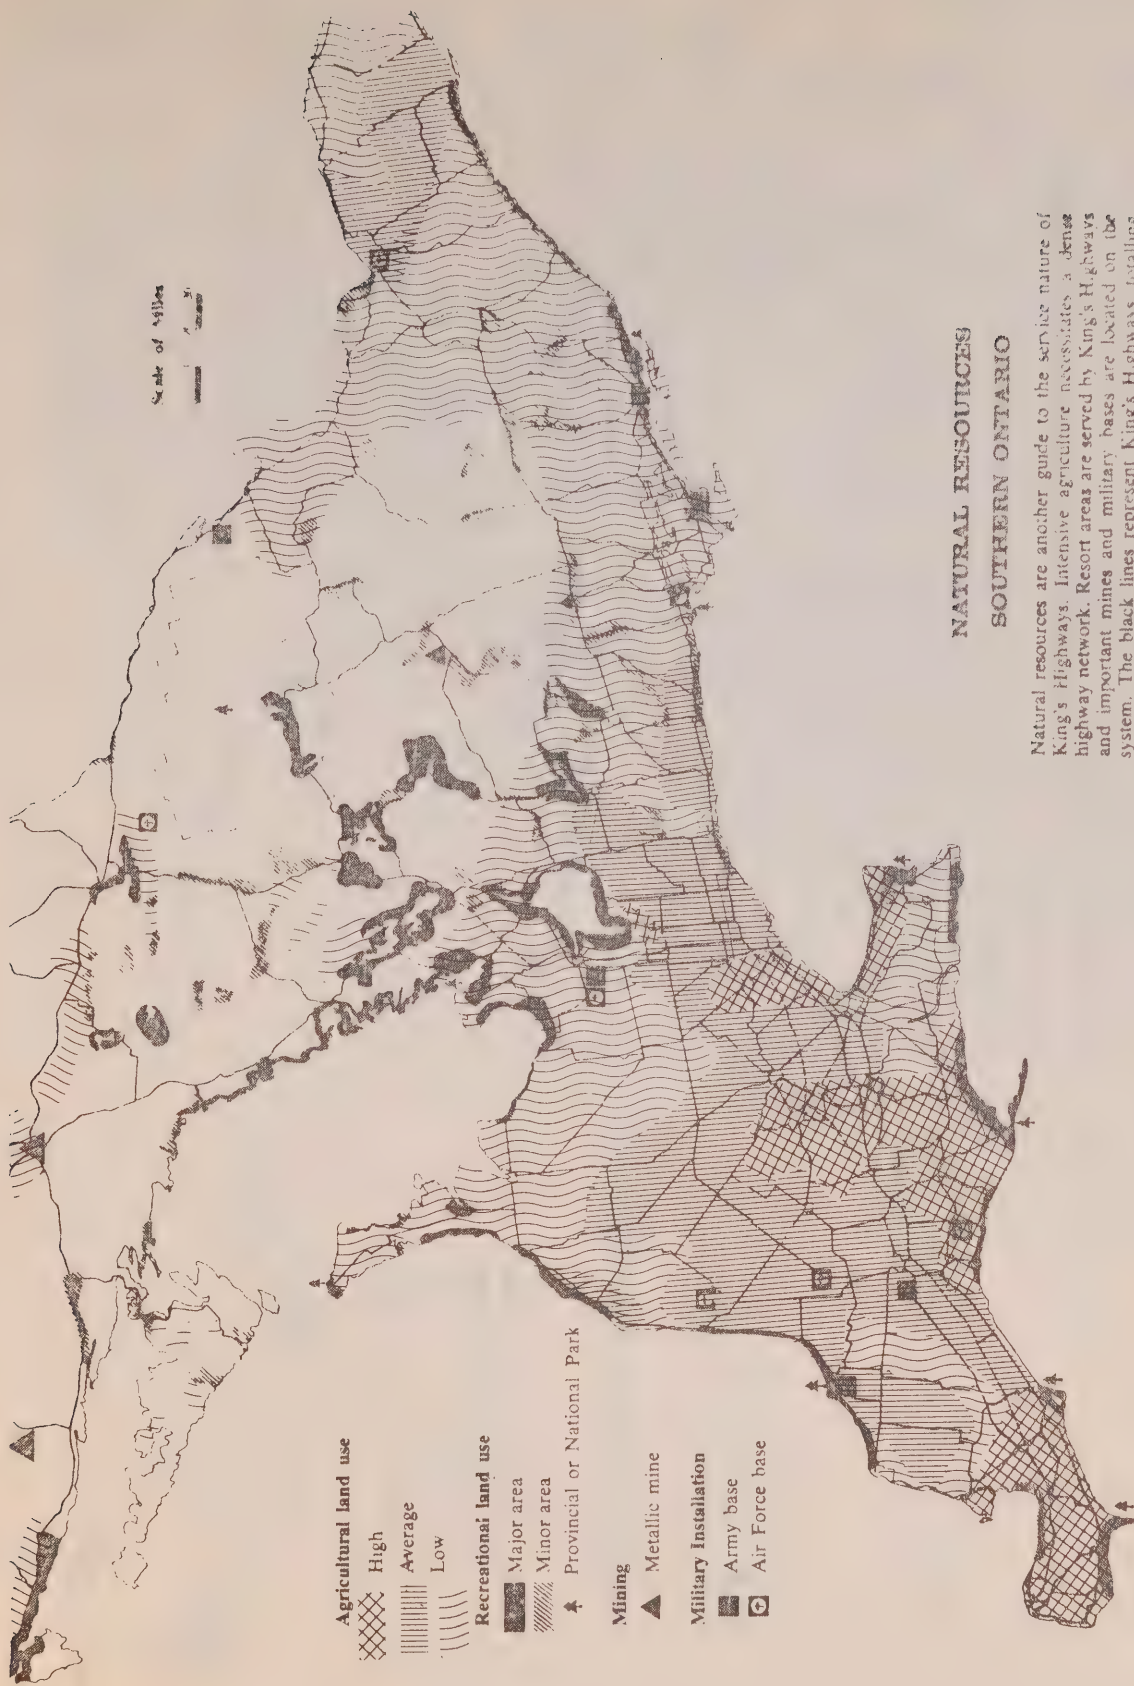 Scale of Miles
NATURAL RESOURCES
SOUTHERN ONTARIO
Natural resources are another guide to the service nature of
King's Highways. Intensive agriculture necessitates a dense
highway network. Resort areas are served by King's Highways
and important mines and military bases are located on the
system. The black lines represent King's Highways totalling
Agricultural land use
High
Average
Low
Recreational land use
Major area
Minor area
Provincial or National Park
Mining
Metallic mine
Military Installation
Army base
Air Force base